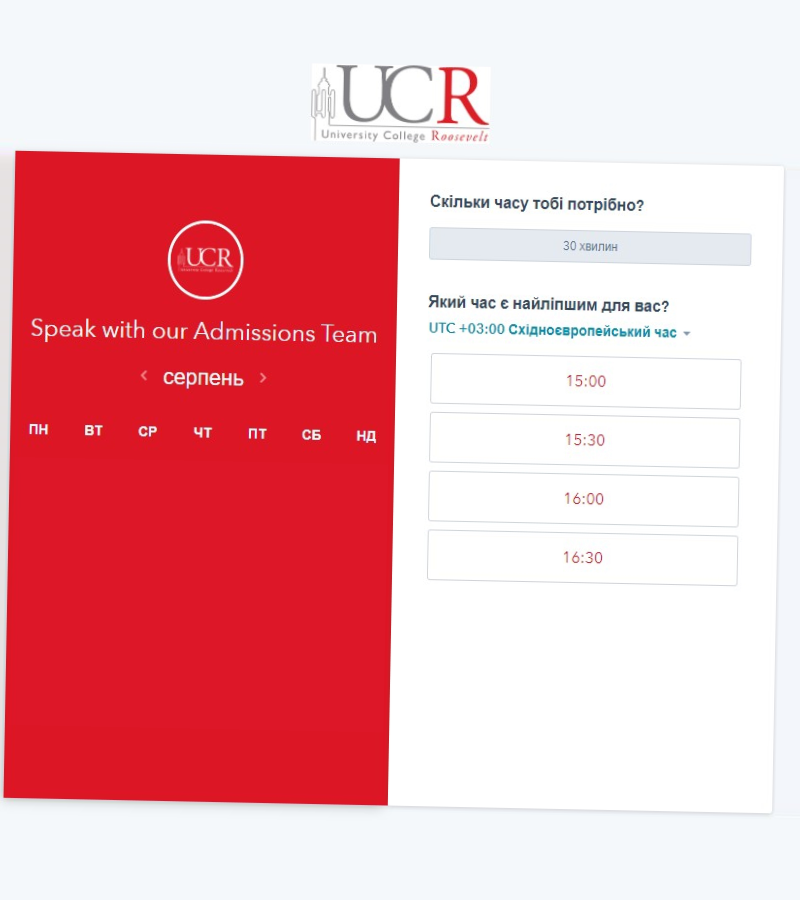 UCR
University College Roosevelt
UCR
Speak with our Admissions Team
серпень
ПН ВТ СР ЧТ ПТ СБ НД
Скільки часу тобі потрібно?
30 хвилин
Який час є найліпшим для вас?
UTC +03:00 Східноєвропейський час
15:00
15:30
16:00
16:30